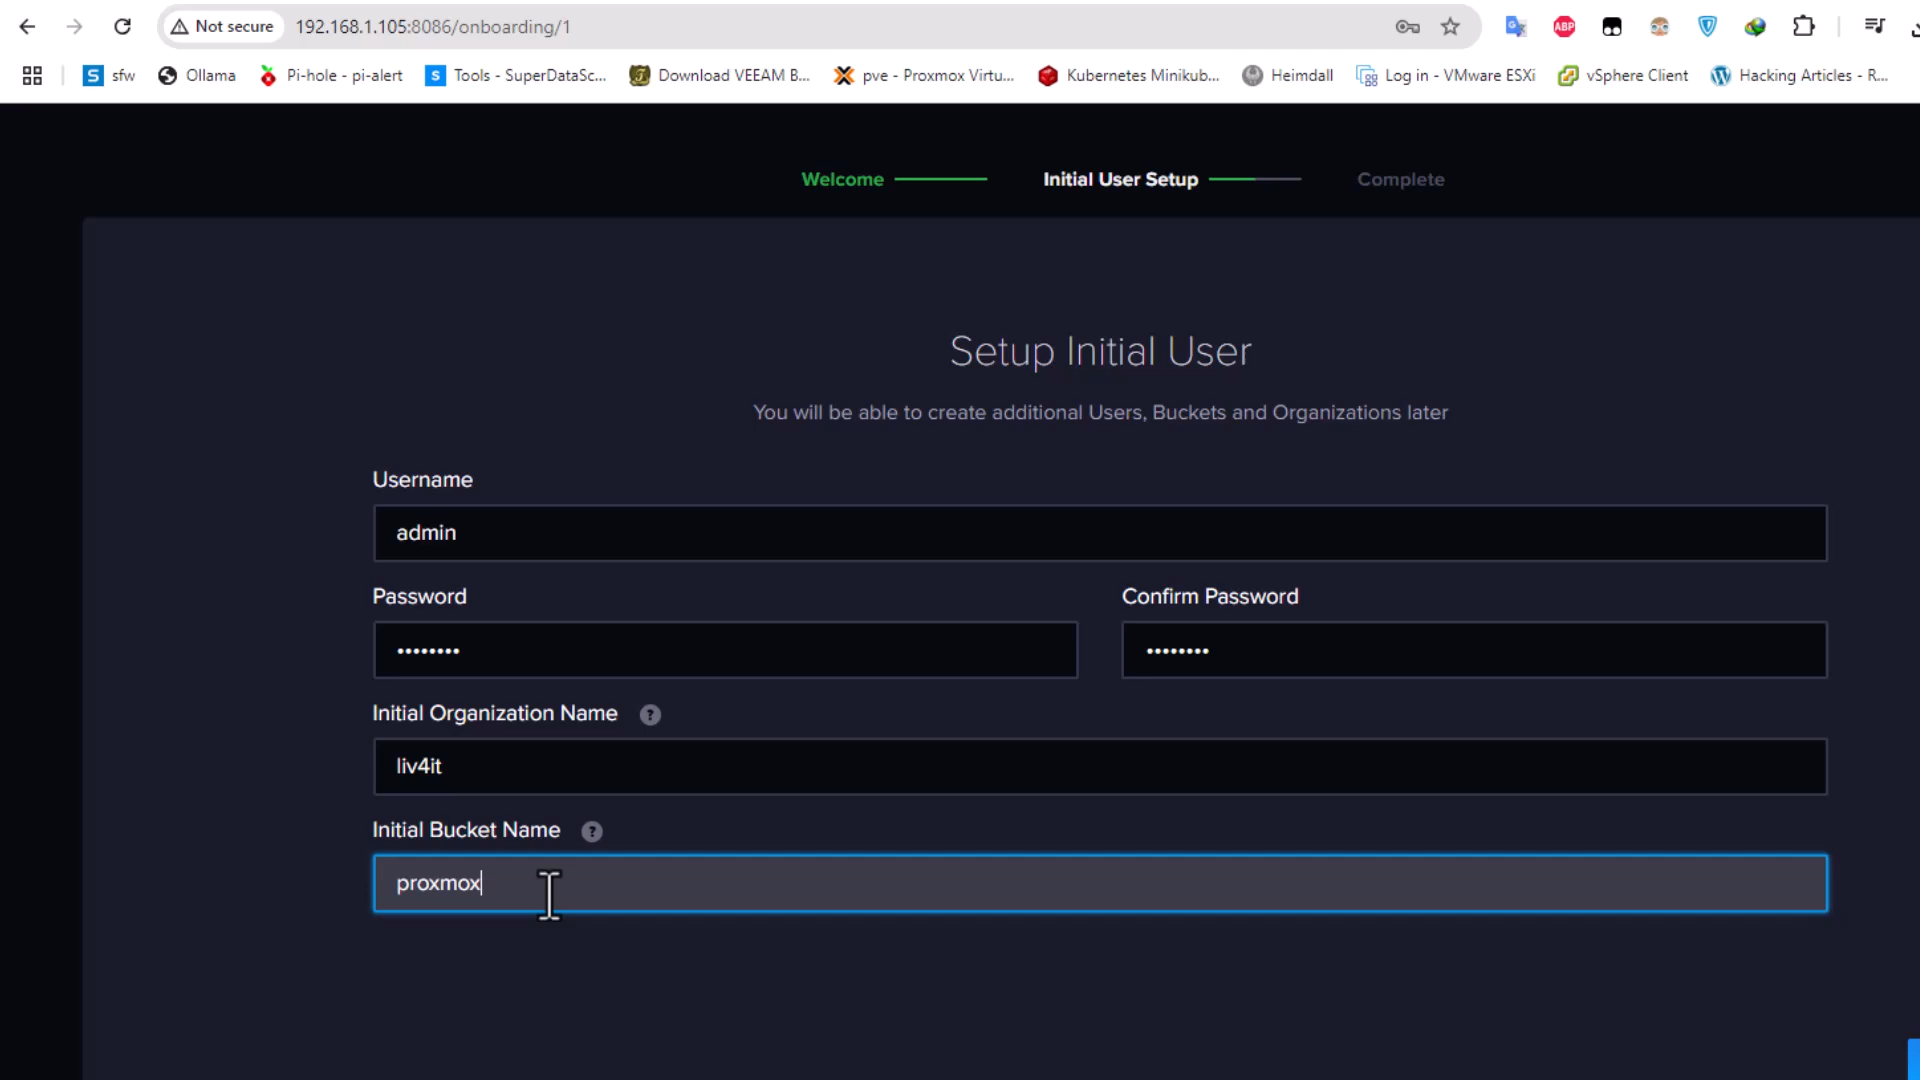 Not secure 192.168.1.105:8086/onboarding/1 ABP
S sfw Ollama Pi-hole - pi-alert S Tools - SuperDataSc... Download VEEAM B... pve - Proxmox Virtu... Kubernetes Minikub... Heimdall Log in - VMware ESXi vSphere Client Hacking Articles - R...
Welcome Initial User Setup Complete
Setup Initial User
You will be able to create additional Users, Buckets and Organizations later
Username
admin
Password Confirm Password
•••••••• ••••••••
Initial Organization Name ?
liv4it
Initial Bucket Name ?
proxmox